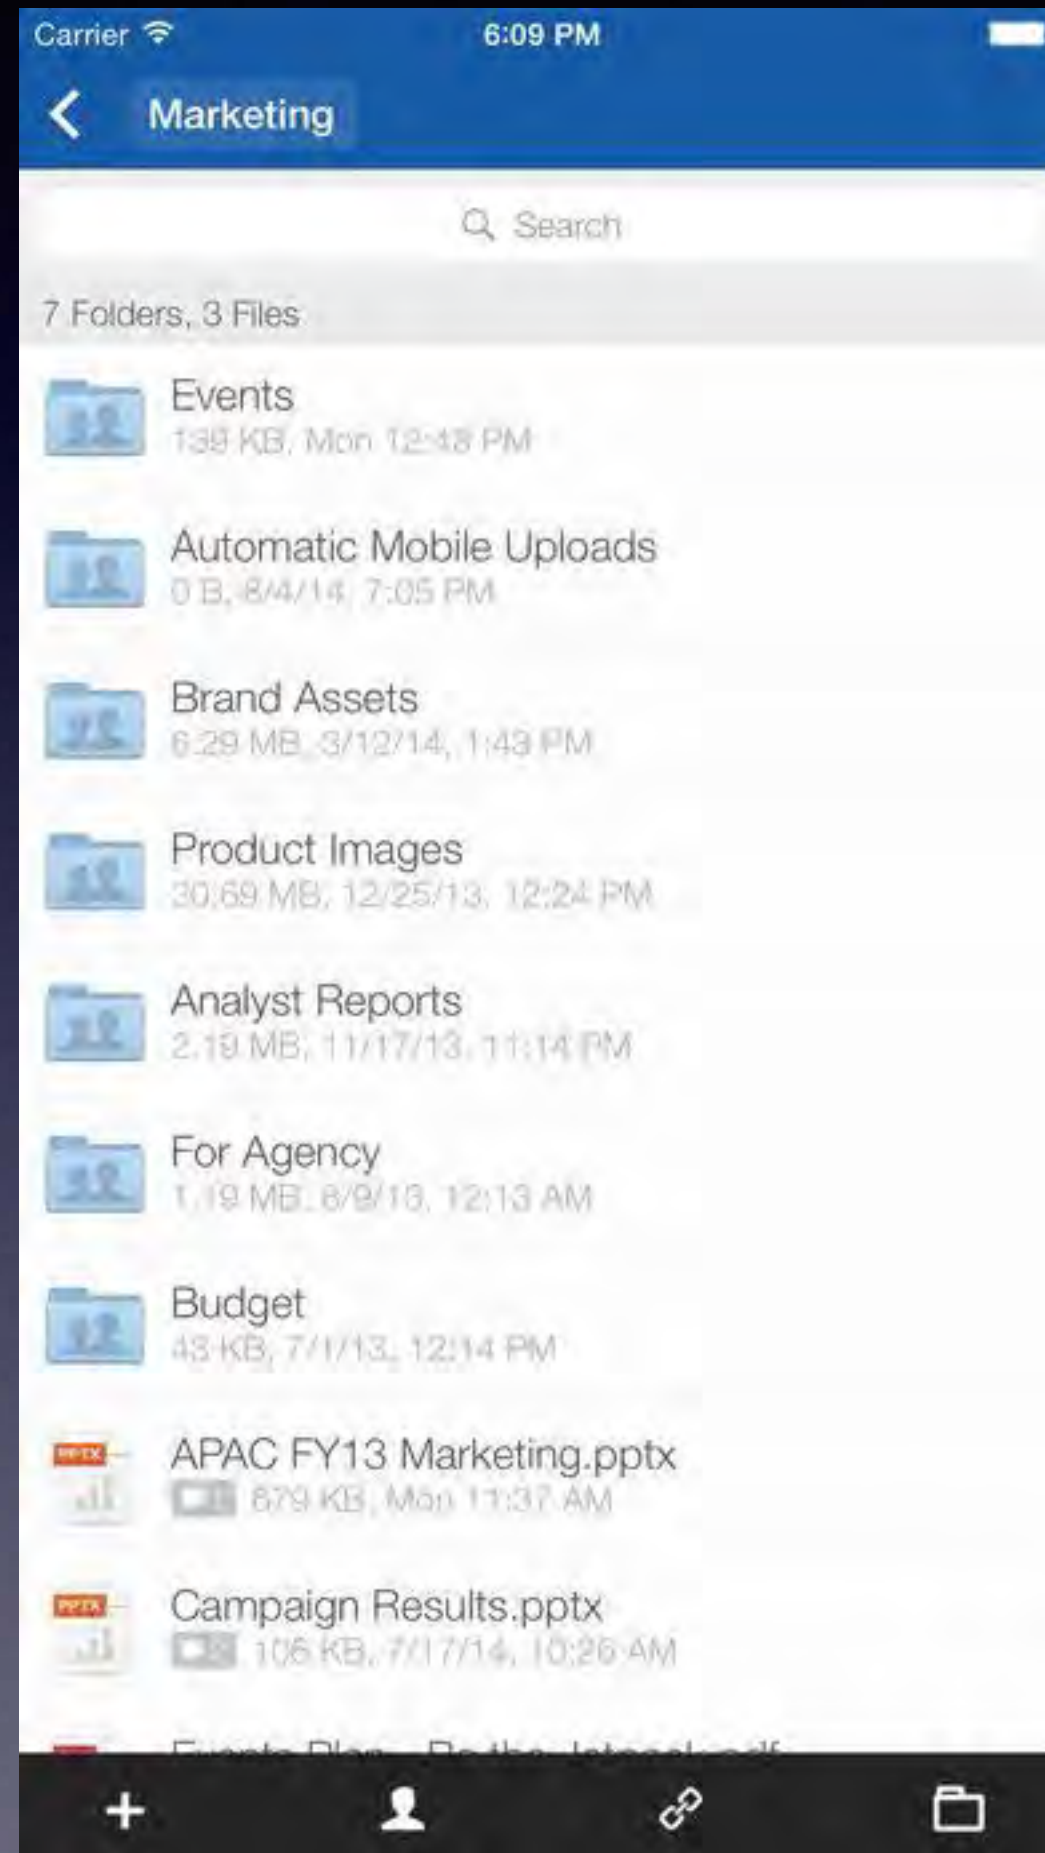 Carrier
6:09 PM
Marketing
Search
7 Folders, 3 Files
Events
139 KB, Mon 12:48 PM
Automatic Mobile Uploads
0 B, 8/4/14, 7:05 PM
Brand Assets
6.29 MB, 3/12/14, 1:43 PM
Product Images
30.69 MB, 12/25/13, 12:24 PM
Analyst Reports
2.19 MB, 11/17/13, 11:14 PM
For Agency
1.19 MB, 12:13 AM
Budget
43 KB, 7/1/13, 12:14 PM
PPTX
APAC FY13 Marketing.pptx
879 KB, Mon 11:37 AM
PPTX
Campaign Results.pptx
106 KB, 7/17/14, 10:26 AM
Events Plan